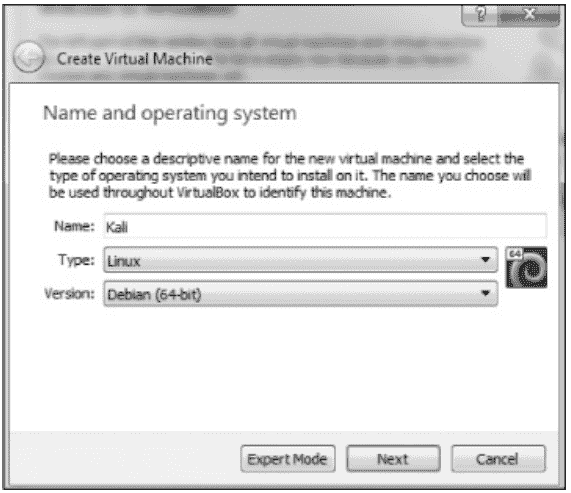 ?
Create Virtual Machine
Name and operating system
Please choose a descriptive name for the new virtual machine and select the
type of operating system you intend to install on it. The name you choose will
be used throughout VirtualBox to identify this machine.
Name: Kali
Type: Linux
64
Version: Debian (64-bit)
Expert Mode Next Cancel